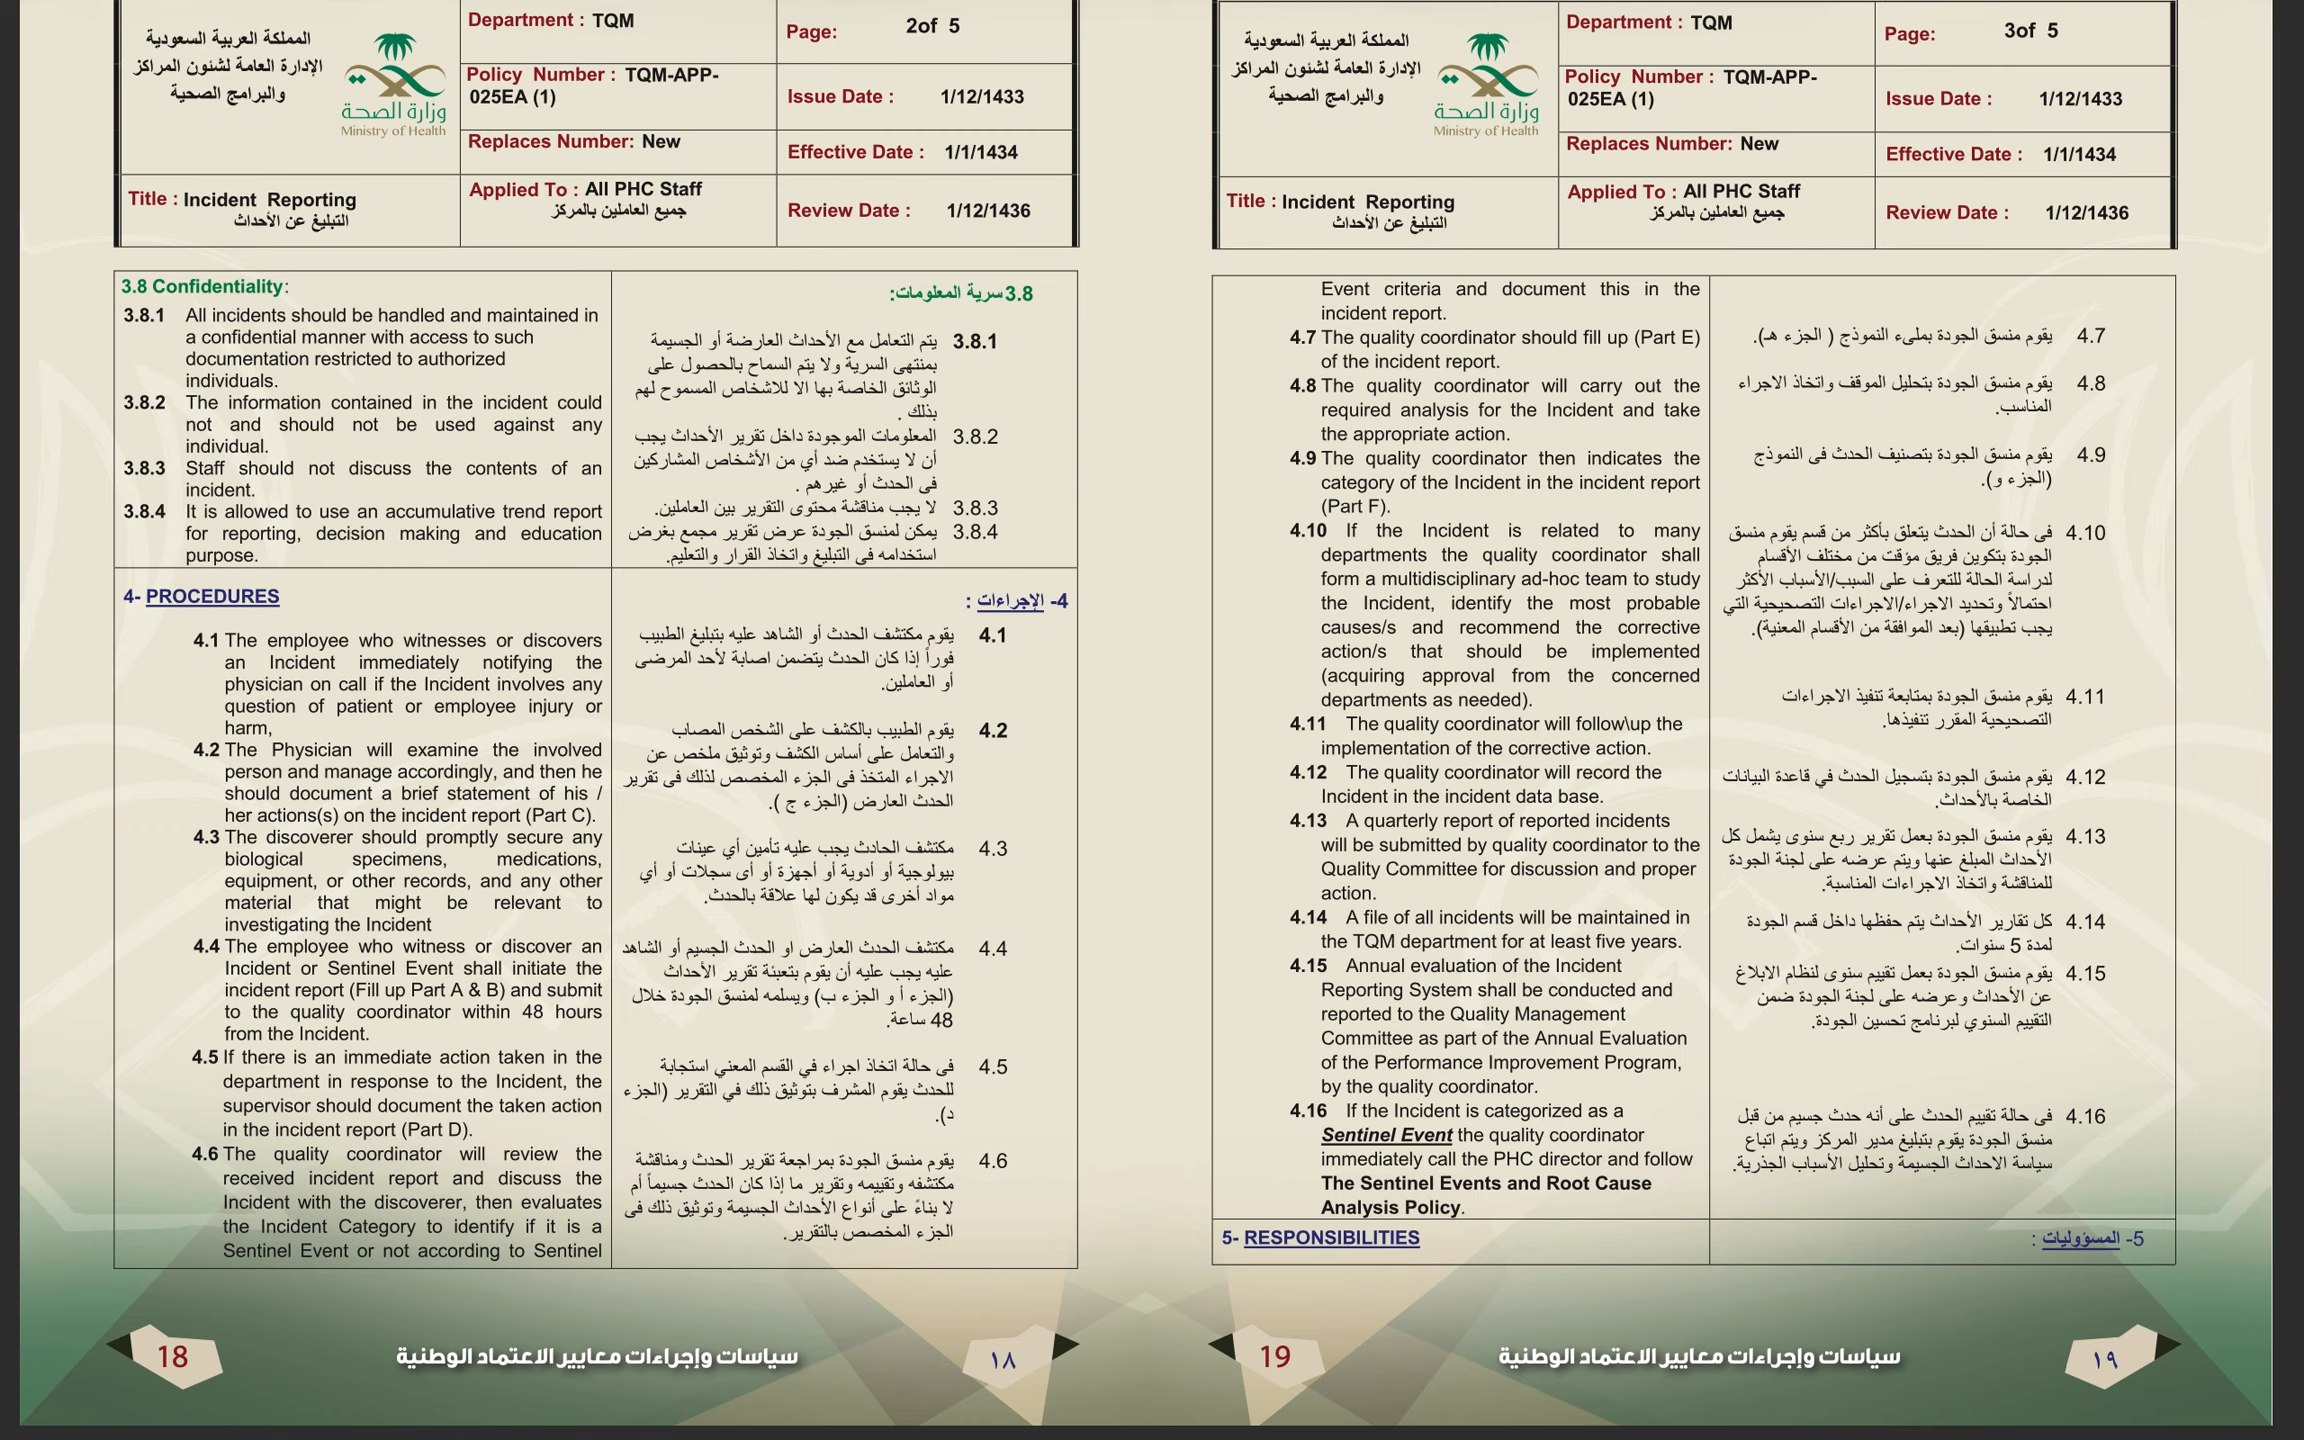 المملكة العربية السعودية
الإدارة العامة لشئون المراكز
والبرامج الصحية
وزارة الصحة
Ministry of Health
Department : TQM
Page: 2of 5
Policy Number : TQM-APP-
025EA (1)
Issue Date : 1/12/1433
Replaces Number: New
Effective Date : 1/1/1434
Title : Incident Reporting
التبليغ عن الأحداث
Applied To : All PHC Staff
جميع العاملين بالمركز
Review Date : 1/12/1436
3.8 Confidentiality:
3.8.1 All incidents should be handled and maintained in
a confidential manner with access to such
documentation restricted to authorized
individuals.
3.8.2 The information contained in the incident could
not and should not be used against any
individual.
3.8.3 Staff should not discuss the contents of an
incident.
3.8.4 It is allowed to use an accumulative trend report
for reporting, decision making and education
purpose.
3.8 سرية المعلومات:
3.8.1 يتم التعامل مع الأحداث العارضة أو الجسيمة
بمنتهى السرية ولا يتم السماح بالحصول على
الوثائق الخاصة بها الا للاشخاص المسموح لهم
بذلك .
3.8.2 المعلومات الموجودة داخل تقرير الأحداث يجب
أن لا يستخدم ضد أي من الأشخاص المشاركين
فى الحدث أو غيرهم .
3.8.3 لا يجب مناقشة محتوى التقرير بين العاملين.
3.8.4 يمكن لمنسق الجودة عرض تقرير مجمع بغرض
استخدامه في التبليغ واتخاذ القرار والتعليم.
4- PROCEDURES
4.1 The employee who witnesses or discovers
an Incident immediately notifying the
physician on call if the Incident involves any
question of patient or employee injury or
harm,
4.2 The Physician will examine the involved
person and manage accordingly, and then he
should document a brief statement of his /
her actions(s) on the incident report (Part C).
4.3 The discoverer should promptly secure any
biological specimens, medications,
equipment, or other records, and any other
material that might be relevant to
investigating the Incident
4.4 The employee who witness or discover an
Incident or Sentinel Event shall initiate the
incident report (Fill up Part A & B) and submit
to the quality coordinator within 48 hours
from the Incident.
4.5 If there is an immediate action taken in the
department in response to the Incident, the
supervisor should document the taken action
in the incident report (Part D).
4.6 The quality coordinator will review the
received incident report and discuss the
Incident with the discoverer, then evaluates
the Incident Category to identify if it is a
Sentinel Event or not according to Sentinel
4- الإجراءات :
4.1 يقوم مكتشف الحدث أو الشاهد عليه بتبليغ الطبيب
فوراً إذا كان الحدث يتضمن اصابة لأحد المرضى
أو العاملين.
4.2 يقوم الطبيب بالكشف على الشخص المصاب
والتعامل على أساس الكشف وتوثيق ملخص عن
الاجراء المتخذ فى الجزء المخصص لذلك فى تقرير
الحدث العارض (الجزء ج ).
4.3 مكتشف الحادث يجب عليه تأمين أي عينات
بيولوجية أو أدوية أو أجهزة أو أى سجلات أو أي
مواد أخرى قد يكون لها علاقة بالحدث.
4.4 مكتشف الحدث العارض او الحدث الجسيم أو الشاهد
عليه يجب عليه أن يقوم بتعبئة تقرير الأحداث
(الجزء أ و الجزء ب) ويسلمه لمنسق الجودة خلال
48 ساعة.
4.5 فى حالة اتخاذ اجراء في القسم المعني استجابة
للحدث يقوم المشرف بتوثيق ذلك في التقرير (الجزء
د).
4.6 يقوم منسق الجودة بمراجعة تقرير الحدث ومناقشة
مكتشفه وتقييمه وتقرير ما إذا كان الحدث جسيماً أم
لا بناءً على أنواع الأحداث الجسيمة وتوثيق ذلك فى
الجزء المخصص بالتقرير.
18
سياسات وإجراءات معايير الاعتماد الوطنية
١٨
المملكة العربية السعودية
الإدارة العامة لشئون المراكز
والبرامج الصحية
وزارة الصحة
Ministry of Health
Department : TQM
Page: 3of 5
Policy Number : TQM-APP-
025EA (1)
Issue Date : 1/12/1433
Replaces Number: New
Effective Date : 1/1/1434
Title : Incident Reporting
التبليغ عن الأحداث
Applied To : All PHC Staff
جميع العاملين بالمركز
Review Date : 1/12/1436
Event criteria and document this in the
incident report.
4.7 The quality coordinator should fill up (Part E)
of the incident report.
4.8 The quality coordinator will carry out the
required analysis for the Incident and take
the appropriate action.
4.9 The quality coordinator then indicates the
category of the Incident in the incident report
(Part F).
4.10 If the Incident is related to many
departments the quality coordinator shall
form a multidisciplinary ad-hoc team to study
the Incident, identify the most probable
causes/s and recommend the corrective
action/s that should be implemented
(acquiring approval from the concerned
departments as needed).
4.11 The quality coordinator will follow\up the
implementation of the corrective action.
4.12 The quality coordinator will record the
Incident in the incident data base.
4.13 A quarterly report of reported incidents
will be submitted by quality coordinator to the
Quality Committee for discussion and proper
action.
4.14 A file of all incidents will be maintained in
the TQM department for at least five years.
4.15 Annual evaluation of the Incident
Reporting System shall be conducted and
reported to the Quality Management
Committee as part of the Annual Evaluation
of the Performance Improvement Program,
by the quality coordinator.
4.16 If the Incident is categorized as a
Sentinel Event the quality coordinator
immediately call the PHC director and follow
The Sentinel Events and Root Cause
Analysis Policy.
4.7 يقوم منسق الجودة بمليء النموذج ( الجزء هـ).
4.8 يقوم منسق الجودة بتحليل الموقف واتخاذ الاجراء
المناسب.
4.9 يقوم منسق الجودة بتصنيف الحدث فى النموذج
(الجزء و).
4.10 فى حالة أن الحدث يتعلق بأكثر من قسم يقوم منسق
الجودة بتكوين فريق مؤقت من مختلف الأقسام
لدراسة الحالة للتعرف على السبب/الأسباب الأكثر
احتمالاً وتحديد الاجراء/الاجراءات التصحيحية التي
يجب تطبيقها (بعد الموافقة من الأقسام المعنية).
4.11 يقوم منسق الجودة بمتابعة تنفيذ الاجراءات
التصحيحية المقرر تنفيذها.
4.12 يقوم منسق الجودة بتسجيل الحدث في قاعدة البيانات
الخاصة بالأحداث.
4.13 يقوم منسق الجودة بعمل تقرير ربع سنوى يشمل كل
الأحداث المبلغ عنها ويتم عرضه على لجنة الجودة
للمناقشة واتخاذ الاجراءات المناسبة.
4.14 كل تقارير الأحداث يتم حفظها داخل قسم الجودة
لمدة 5 سنوات.
4.15 يقوم منسق الجودة بعمل تقييم سنوى لنظام الابلاغ
عن الأحداث وعرضه على لجنة الجودة ضمن
التقييم السنوي لبرنامج تحسين الجودة.
4.16 فى حالة تقييم الحدث على أنه حدث جسيم من قبل
منسق الجودة يقوم بتبليغ مدير المركز ويتم اتباع
سياسة الاحداث الجسيمة وتحليل الأسباب الجذرية.
5- RESPONSIBILITIES
5- المسؤوليات :
19
سياسات وإجراءات معايير الاعتماد الوطنية
١٩